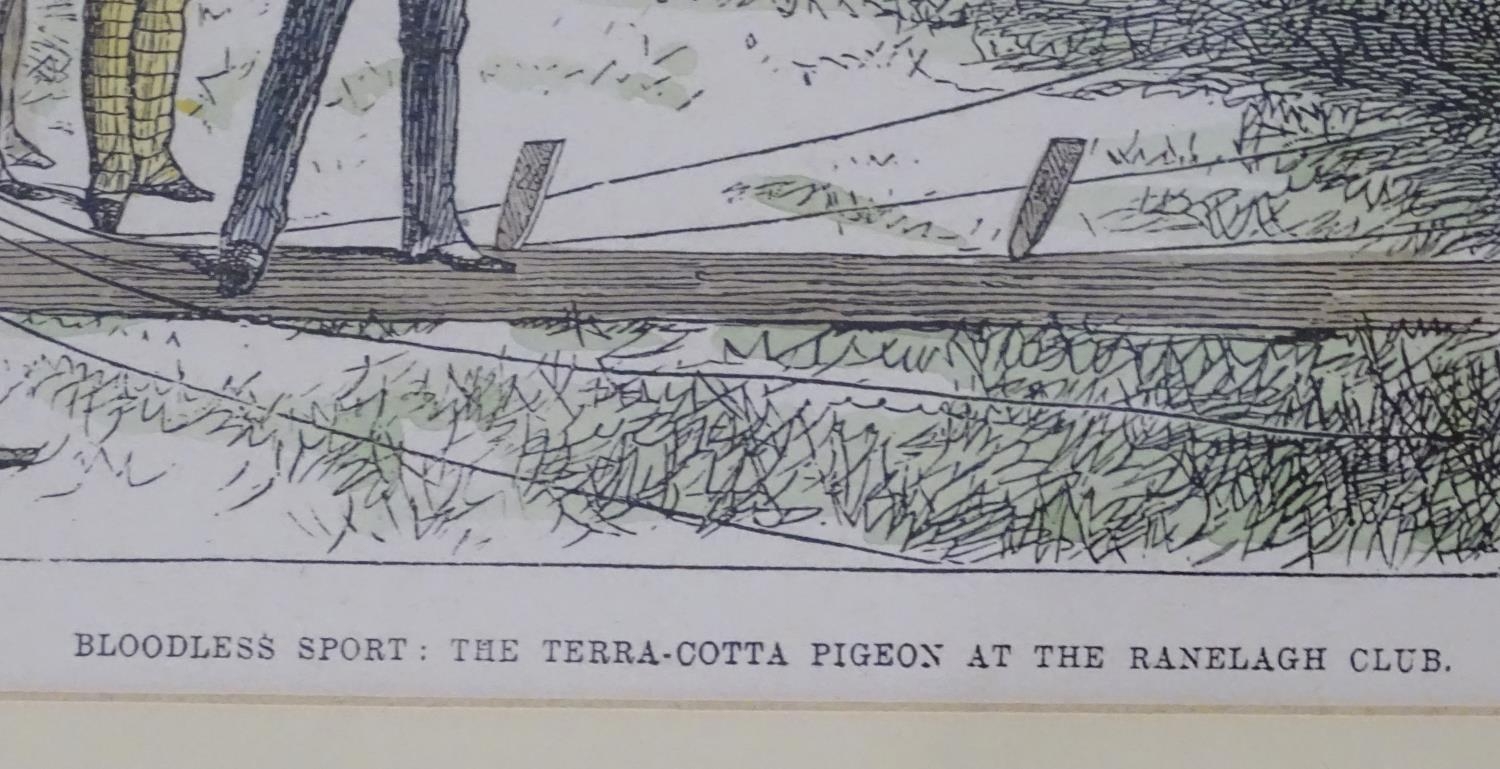 BLOODLESS SPORT: THE TERRA-COTTA PIGEON AT THE RANELAGH CLUB.